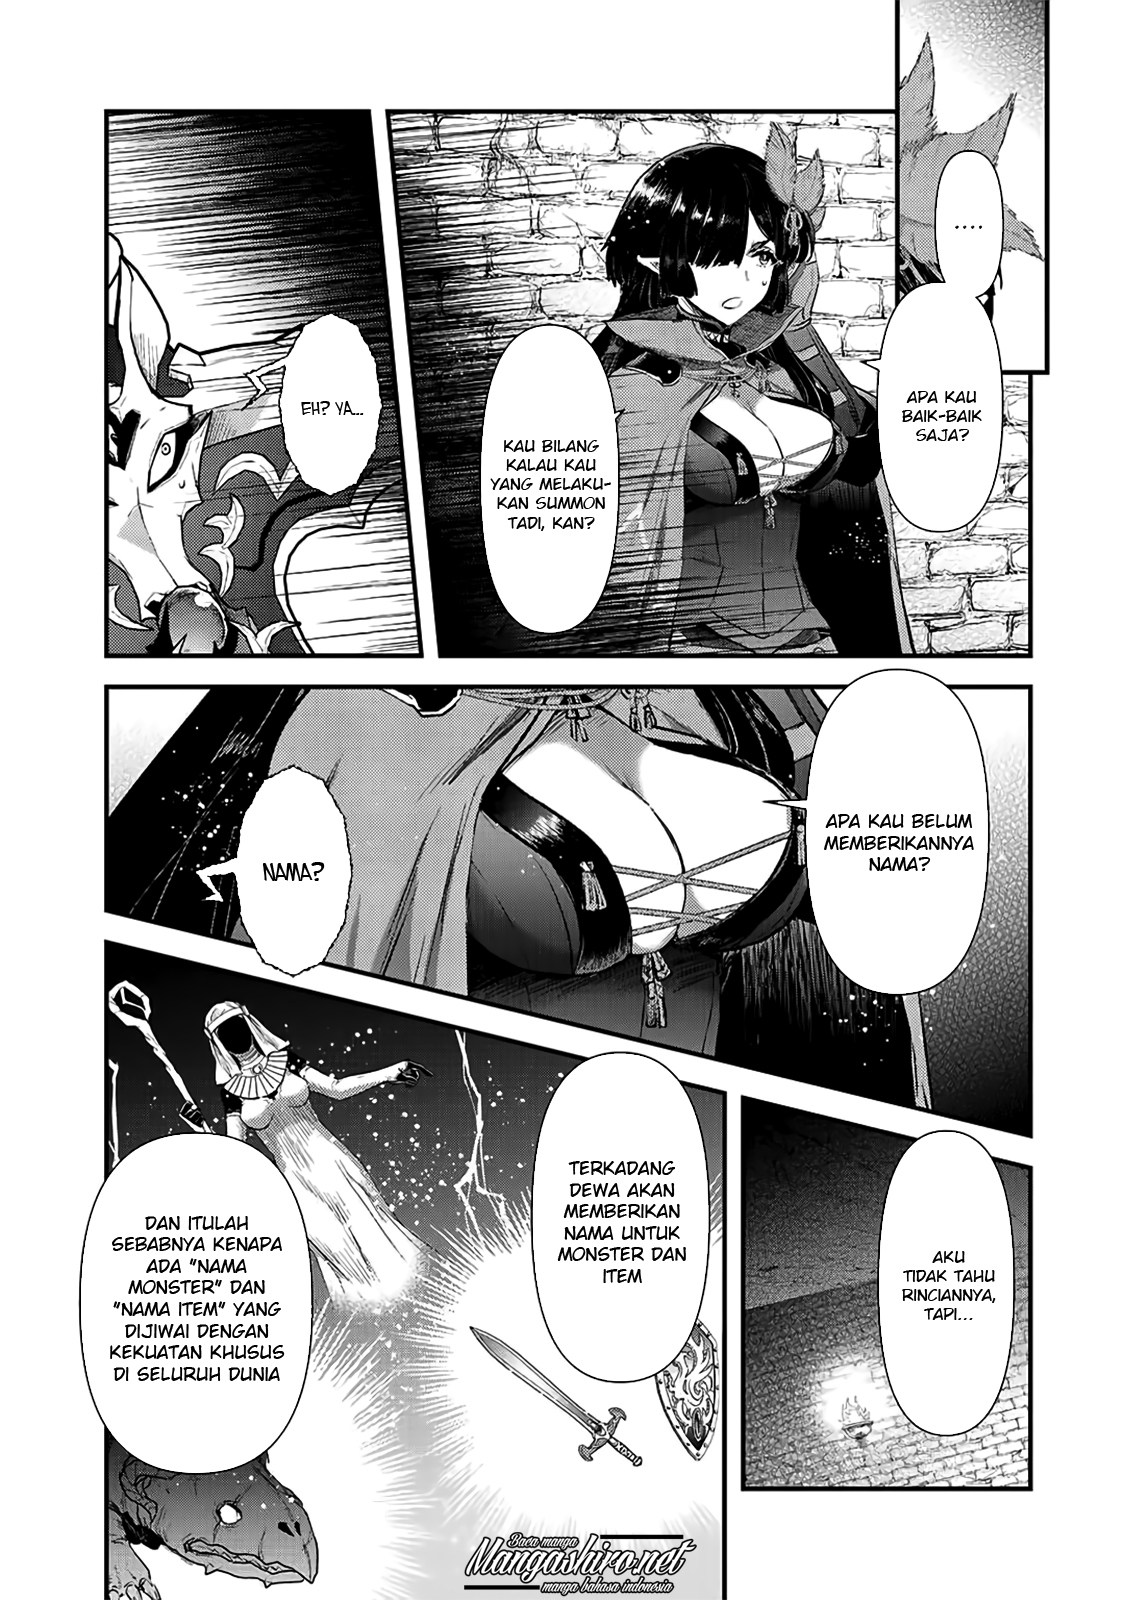 ....
APA KAU
BAIK-BAIK
SAJA?
KAU BILANG
KALAU KAU
YANG MELAKU-
KAN SUMMON
TADI, KAN?
EH? YA...
APA KAU BELUM
MEMBERIKANNYA
NAMA?
NAMA?
AKU
TIDAK TAHU
RINCIANNYA,
TAPI...
TERKADANG
DEWA AKAN
MEMBERIKAN
NAMA UNTUK
MONSTER DAN
ITEM
DAN ITULAH
SEBABNYA KENAPA
ADA "NAMA
MONSTER" DAN
"NAMA ITEM" YANG
DIJIWAI DENGAN
KEKUATAN KHUSUS
DI SELURUH DUNIA
Baca manga
Mangashiro.net
manga bahasa indonesia